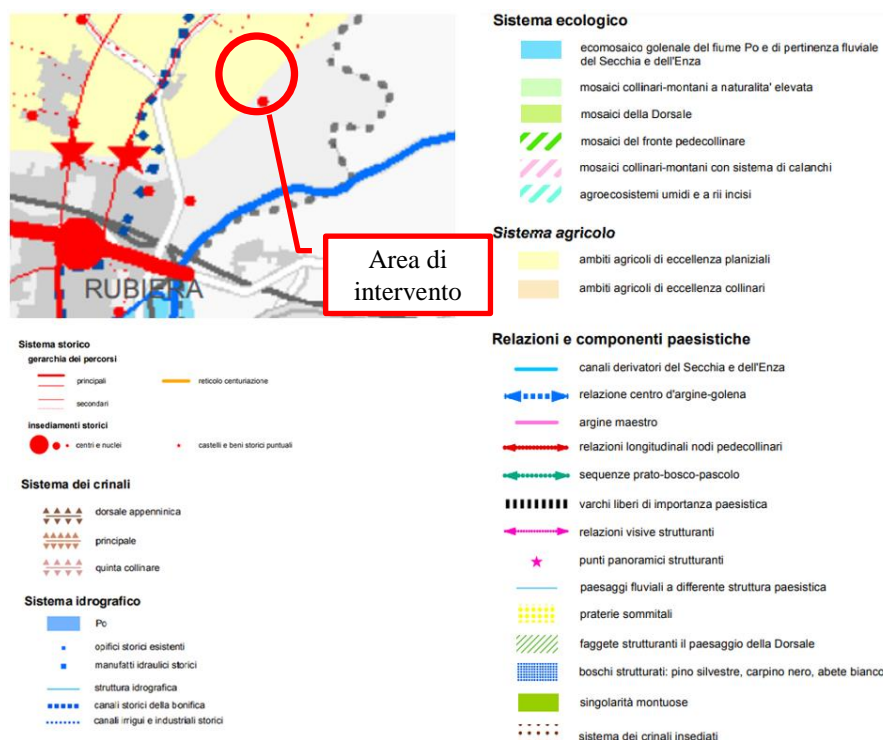 RUBIERA
Area di
intervento
Sistema storico
gerarchia dei percorsi
principali
reticolo centuriazione
secondari
insediamenti storici
centri e nuclei
castelli e beni storici puntuali
Sistema dei crinali
dorsale appenninica
principale
quinta collinare
Sistema idrografico
Po
opifici storici esistenti
manufatti idraulici storici
struttura idrografica
canali storici della bonifica
canali irrigui e industriali storici
Sistema ecologico
ecomosaico golenale del fiume Po e di pertinenza fluviale
del Secchia e dell'Enza
mosaici collinari-montani a naturalita' elevata
mosaici della Dorsale
mosaici del fronte pedecollinare
mosaici collinari-montani con sistema di calanchi
agroecosistemi umidi e a rii incisi
Sistema agricolo
ambiti agricoli di eccellenza planiziali
ambiti agricoli di eccellenza collinari
Relazioni e componenti paesistiche
canali derivatori del Secchia e dell'Enza
relazione centro d'argine-golena
argine maestro
relazioni longitudinali nodi pedecollinari
sequenze prato-bosco-pascolo
varchi liberi di importanza paesistica
relazioni visive strutturanti
punti panoramici strutturanti
paesaggi fluviali a differente struttura paesistica
praterie sommitali
faggete strutturanti il paesaggio della Dorsale
boschi strutturati: pino silvestre, carpino nero, abete bianco
singolarità montuose
sistema dei crinali insediati